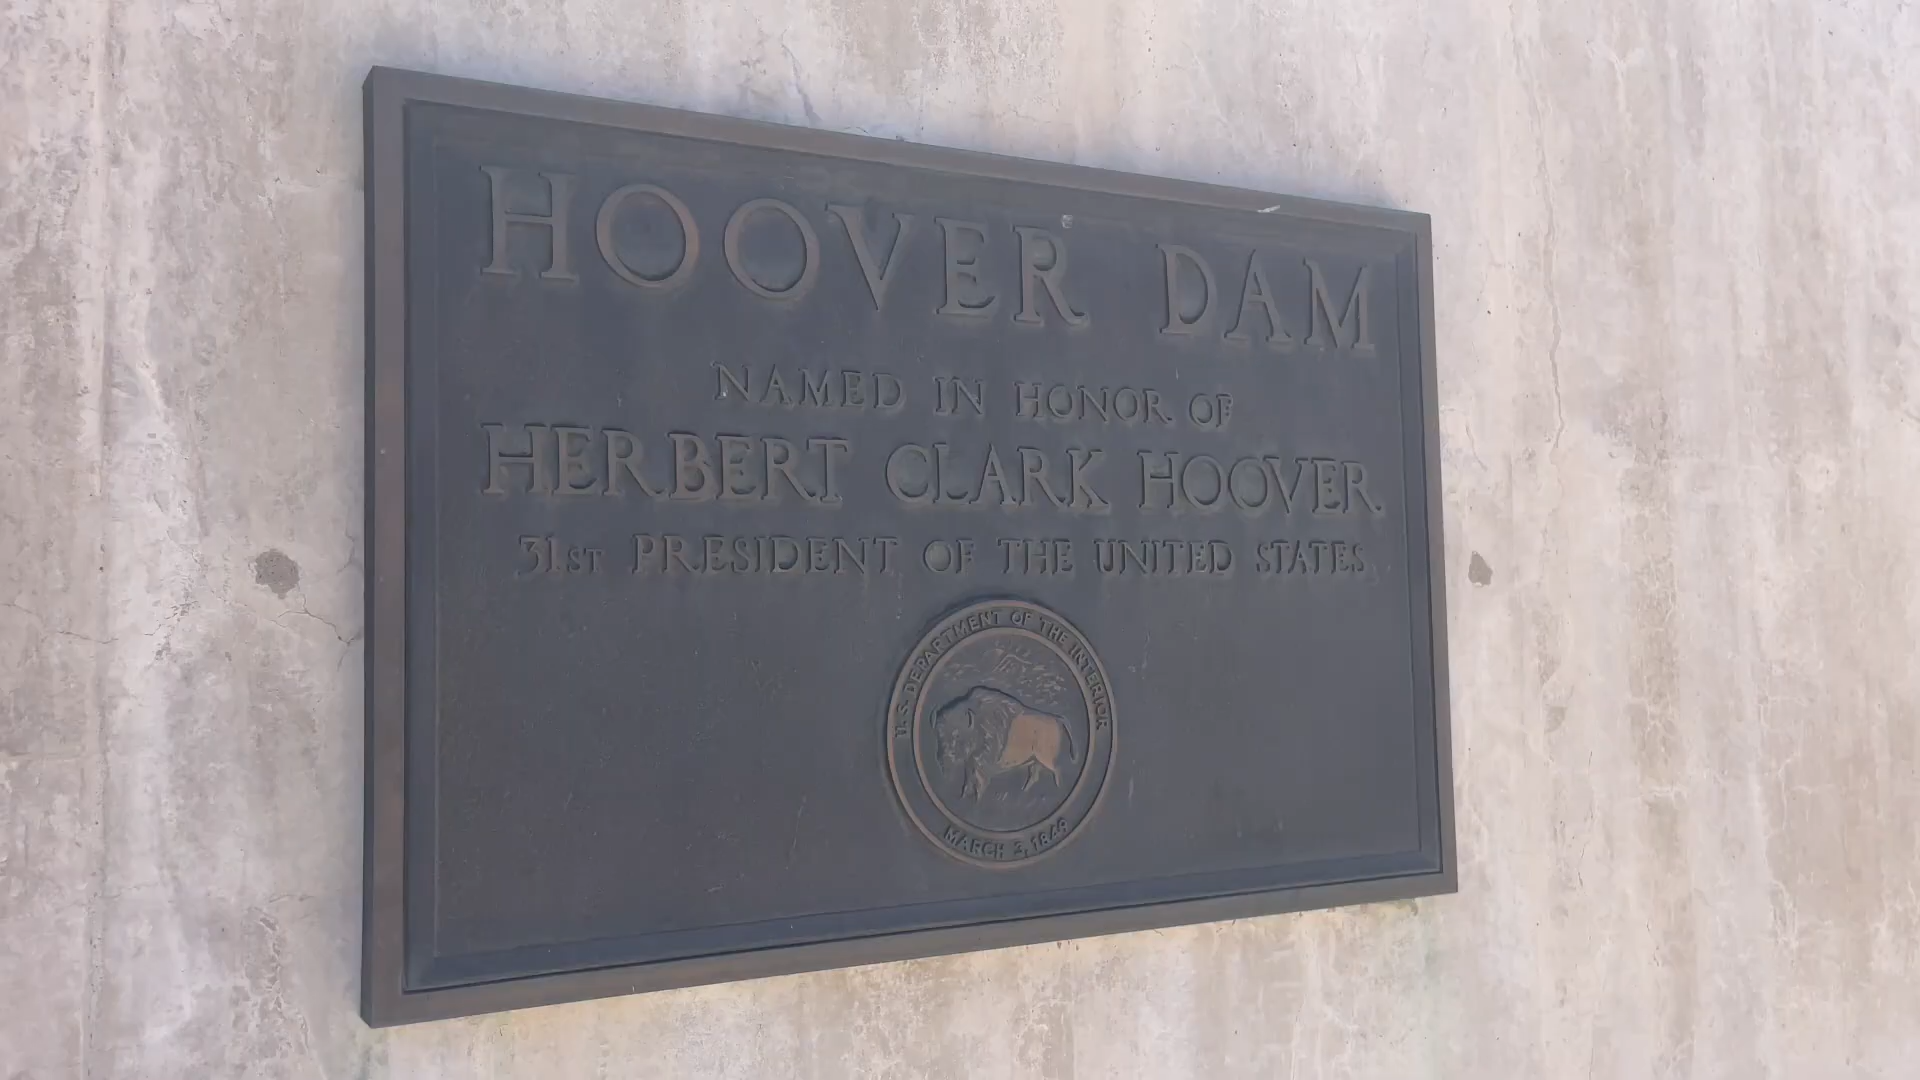 HOOVER DAM
NAMED IN HONOR OF
HERBERT CLARK HOOVER
31ST PRESIDENT OF THE UNITED STATES
U.S. DEPARTMENT OF THE INTERIOR
MARCH 3, 1849